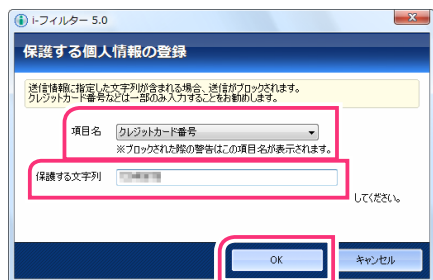 i-フィルター 5.0
保護する個人情報の登録
送信情報に指定した文字列が含まれる場合、送信がブロックされます。
クレジットカード番号などは一部のみ入力することをお勧めします。
項目名 クレジットカード番号
※ブロックされた際の警告はこの項目名が表示されます。
保護する文字列
してください。
OK キャンセル